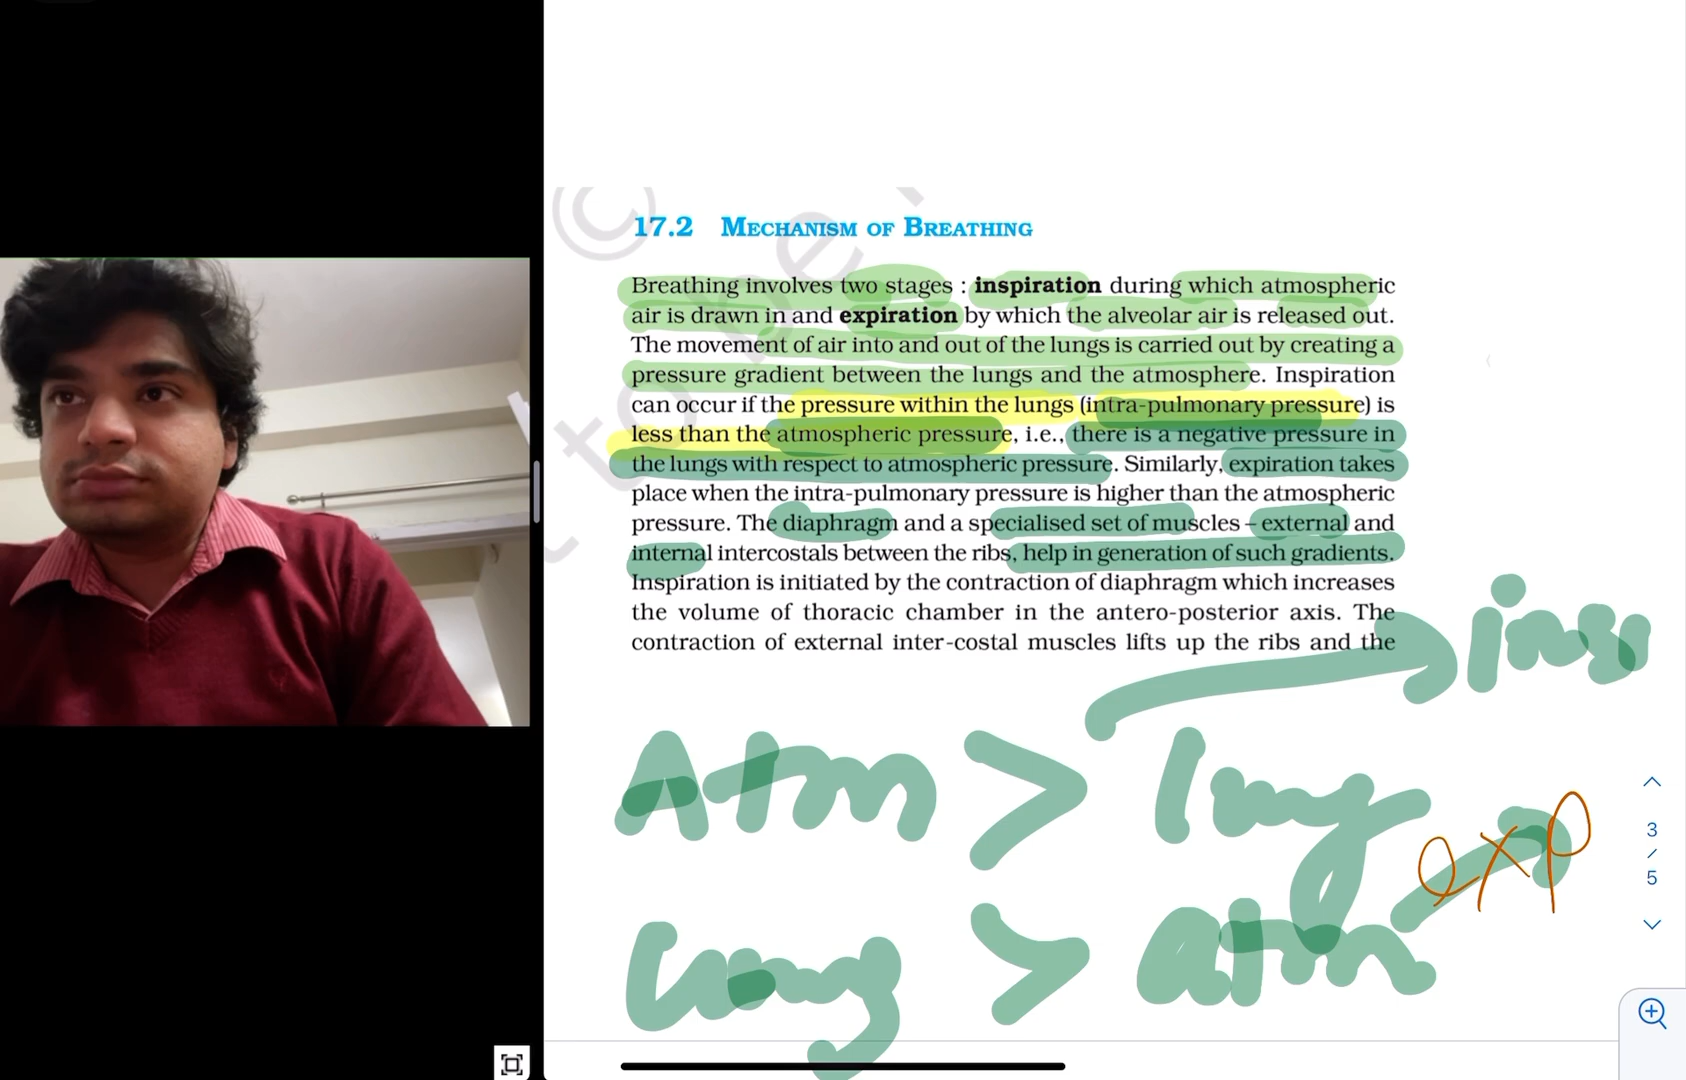 17.2 MECHANISM OF BREATHING
Breathing involves two stages : inspiration during which atmospheric
air is drawn in and expiration by which the alveolar air is released out.
The movement of air into and out of the lungs is carried out by creating a
pressure gradient between the lungs and the atmosphere. Inspiration
can occur if the pressure within the lungs (intra-pulmonary pressure) is
less than the atmospheric pressure, i.e., there is a negative pressure in
the lungs with respect to atmospheric pressure. Similarly, expiration takes
place when the intra-pulmonary pressure is higher than the atmospheric
pressure. The diaphragm and a specialised set of muscles – external and
internal intercostals between the ribs, help in generation of such gradients.
Inspiration is initiated by the contraction of diaphragm which increases
the volume of thoracic chamber in the antero-posterior axis. The
contraction of external inter-costal muscles lifts up the ribs and the
Atm > lung
exp
lung > atm
3
/
5
© to be